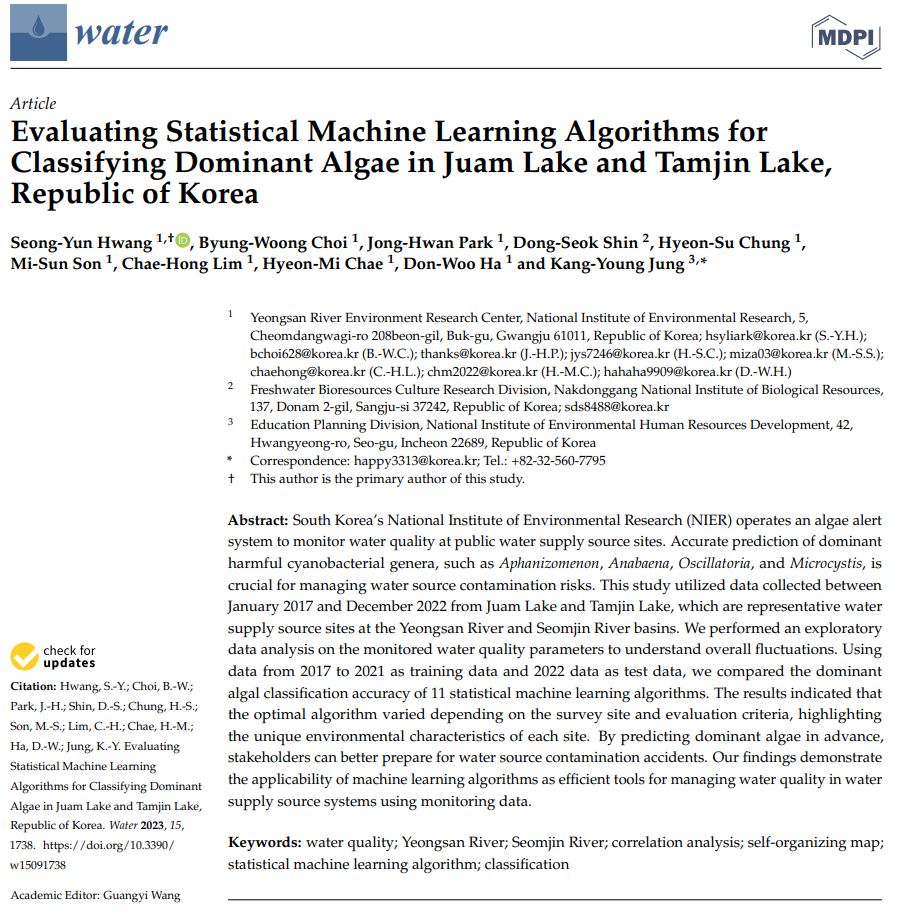 water
MDPI
Article
Evaluating Statistical Machine Learning Algorithms for
Classifying Dominant Algae in Juam Lake and Tamjin Lake,
Republic of Korea
Seong-Yun Hwang 1,† iD, Byung-Woong Choi 1, Jong-Hwan Park 1, Dong-Seok Shin 2, Hyeon-Su Chung 1,
Mi-Sun Son 1, Chae-Hong Lim 1, Hyeon-Mi Chae 1, Don-Woo Ha 1 and Kang-Young Jung 3,*
1 Yeongsan River Environment Research Center, National Institute of Environmental Research, 5,
Cheomdangwagi-ro 208beon-gil, Buk-gu, Gwangju 61011, Republic of Korea; hsyliark@korea.kr (S.-Y.H.);
bchoi628@korea.kr (B.-W.C.); thanks@korea.kr (J.-H.P.); jys7246@korea.kr (H.-S.C.); miza03@korea.kr (M.-S.S.);
chaehong@korea.kr (C.-H.L.); chm2022@korea.kr (H.-M.C.); hahaha9909@korea.kr (D.-W.H.)
2 Freshwater Bioresources Culture Research Division, Nakdonggang National Institute of Biological Resources,
137, Donam 2-gil, Sangju-si 37242, Republic of Korea; sds8488@korea.kr
3 Education Planning Division, National Institute of Environmental Human Resources Development, 42,
Hwangyeong-ro, Seo-gu, Incheon 22689, Republic of Korea
* Correspondence: happy3313@korea.kr; Tel.: +82-32-560-7795
† This author is the primary author of this study.
Abstract: South Korea's National Institute of Environmental Research (NIER) operates an algae alert
system to monitor water quality at public water supply source sites. Accurate prediction of dominant
harmful cyanobacterial genera, such as Aphanizomenon, Anabaena, Oscillatoria, and Microcystis, is
crucial for managing water source contamination risks. This study utilized data collected between
January 2017 and December 2022 from Juam Lake and Tamjin Lake, which are representative water
supply source sites at the Yeongsan River and Seomjin River basins. We performed an exploratory
data analysis on the monitored water quality parameters to understand overall fluctuations. Using
data from 2017 to 2021 as training data and 2022 data as test data, we compared the dominant
algal classification accuracy of 11 statistical machine learning algorithms. The results indicated that
the optimal algorithm varied depending on the survey site and evaluation criteria, highlighting
the unique environmental characteristics of each site. By predicting dominant algae in advance,
stakeholders can better prepare for water source contamination accidents. Our findings demonstrate
the applicability of machine learning algorithms as efficient tools for managing water quality in water
supply source systems using monitoring data.
Keywords: water quality; Yeongsan River; Seomjin River; correlation analysis; self-organizing map;
statistical machine learning algorithm; classification
check for
updates
Citation: Hwang, S.-Y.; Choi, B.-W.;
Park, J.-H.; Shin, D.-S.; Chung, H.-S.;
Son, M.-S.; Lim, C.-H.; Chae, H.-M.;
Ha, D.-W.; Jung, K.-Y. Evaluating
Statistical Machine Learning
Algorithms for Classifying Dominant
Algae in Juam Lake and Tamjin Lake,
Republic of Korea. Water 2023, 15,
1738. https://doi.org/10.3390/
w15091738
Academic Editor: Guangyi Wang